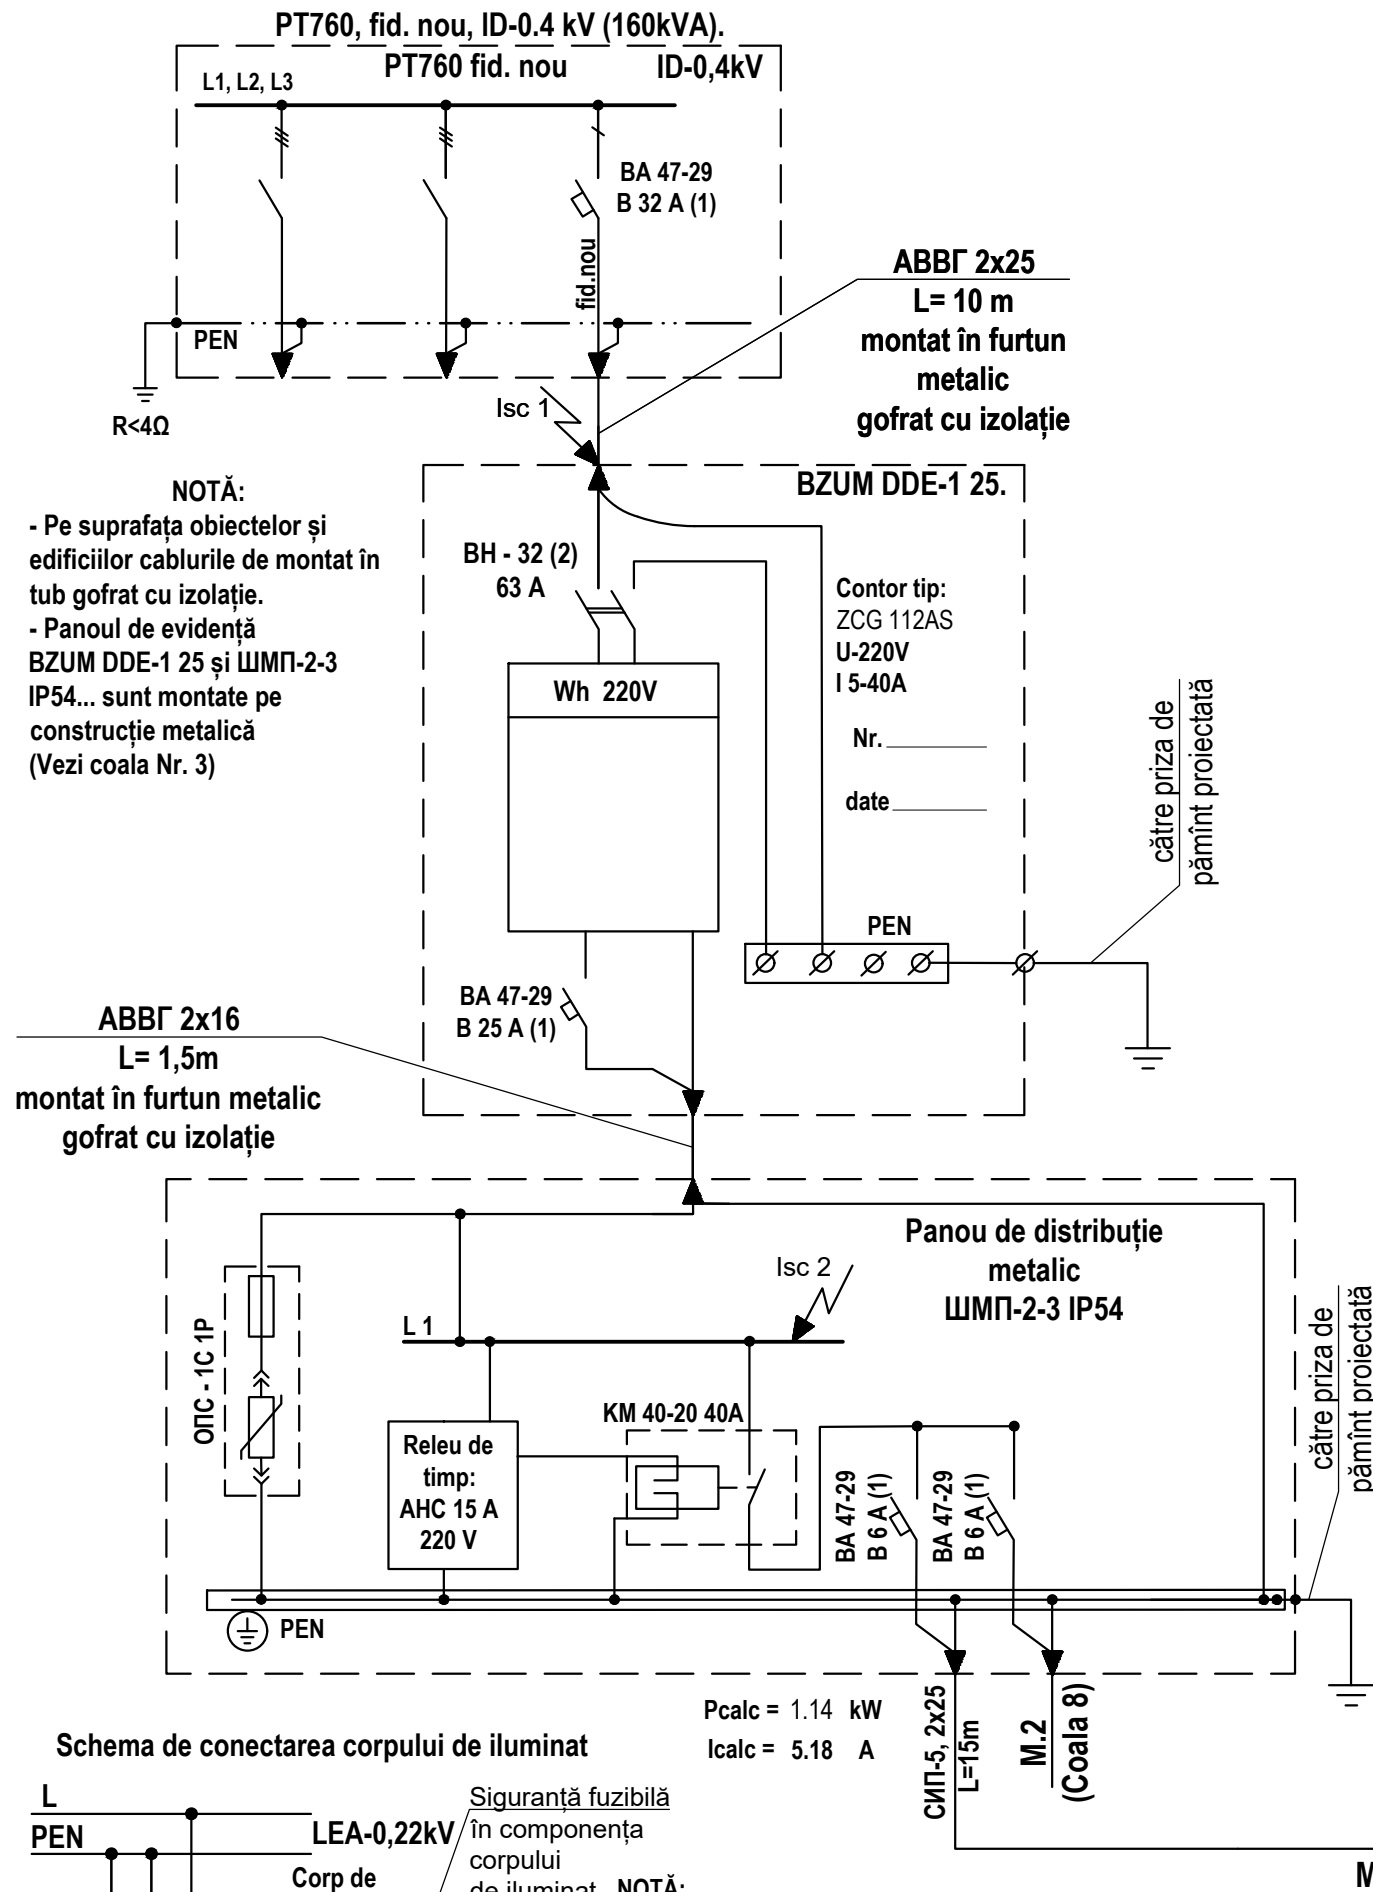 PT760, fid. nou, ID-0.4 kV (160kVA).
PT760 fid. nou
ID-0,4kV
L1, L2, L3
BA 47-29
B 32 A (1)
fid.nou
PEN
R<4Ω
АВВГ 2x25
L= 10 m
montat în furtun
metalic
gofrat cu izolație
Isc 1
NOTĂ:
- Pe suprafața obiectelor și
edificiilor cablurile de montat în
tub gofrat cu izolație.
- Panoul de evidență
BZUM DDE-1 25 și ШМП-2-3
IP54... sunt montate pe
construcție metalică
(Vezi coala Nr. 3)
BZUM DDE-1 25.
BH - 32 (2)
63 A
Contor tip:
ZCG 112AS
U-220V
I 5-40A
Nr.
date
Wh 220V
PEN
către priza de
pămînt proiectată
BA 47-29
B 25 A (1)
АВВГ 2x16
L= 1,5m
montat în furtun metalic
gofrat cu izolație
Panou de distribuție
metalic
ШМП-2-3 IP54
Isc 2
L 1
ОПС - 1C 1P
Releu de
timp:
AHC 15 A
220 V
KM 40-20 40A
BA 47-29
B 6 A (1)
BA 47-29
B 6 A (1)
către priza de
pămînt proiectată
PEN
Pcalc = 1.14 kW
Icalc = 5.18 A
СИП-5, 2x25
L=15m
M.2
(Coala 8)
Schema de conectarea corpului de iluminat
L
PEN
LEA-0,22kV
Corp de
Siguranță fuzibilă
în componența
corpului
de iluminat
NOTĂ:
M